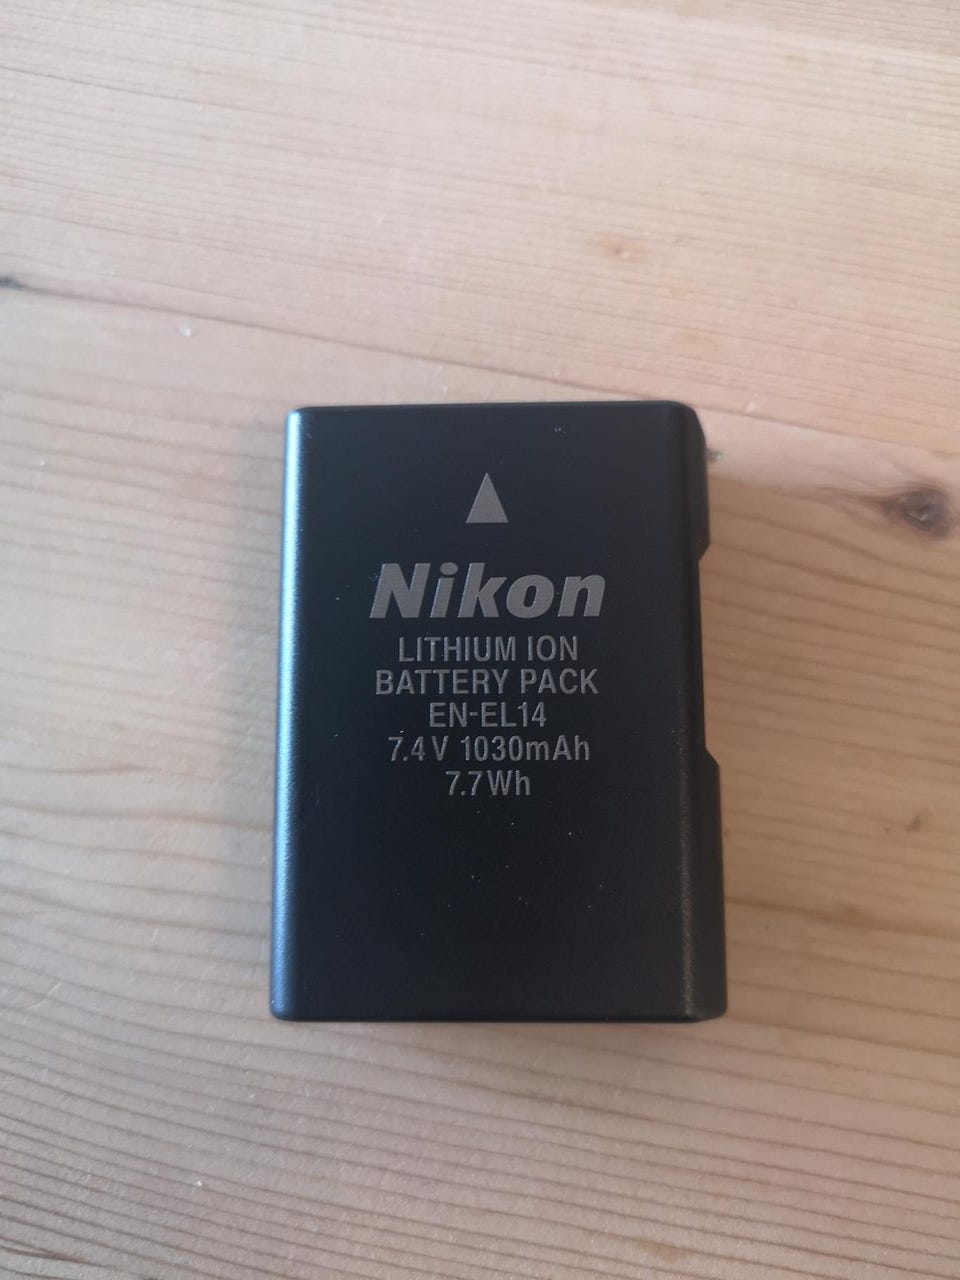 Nikon
LITHIUM ION
BATTERY PACK
EN-EL14
7.4V 1030mAh
7.7Wh